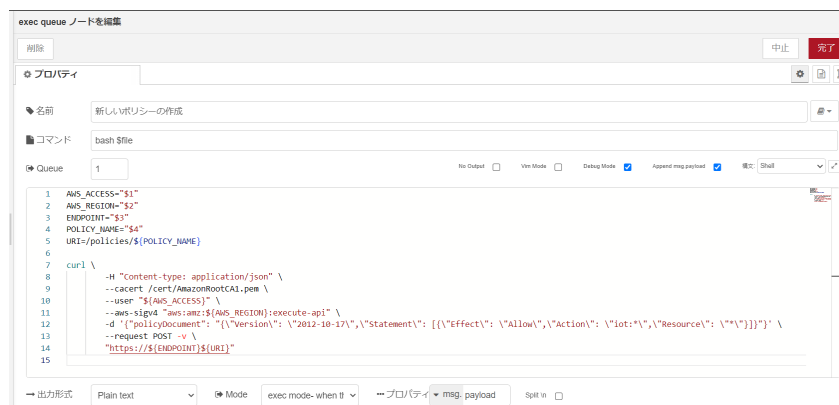 exec queue ノードを編集
削除 中止 完了
プロパティ
名前 新しいポリシーの作成
コマンド bash $file
Queue 1 No Output Vim Mode Debug Mode Append msg.payload 構文: Shell
1 AWS_ACCESS="$1"
2 AWS_REGION="$2"
3 ENDPOINT="$3"
4 POLICY_NAME="$4"
5 URI=/policies/${POLICY_NAME}
6
7 curl \
8 -H "Content-type: application/json" \
9 --cacert /cert/AmazonRootCA1.pem \
10 --user "${AWS_ACCESS}" \
11 --aws-sigv4 "aws:amz:${AWS_REGION}:execute-api" \
12 -d '{"policyDocument": "{\"Version\": \"2012-10-17\",\"Statement\": [{\"Effect\": \"Allow\",\"Action\": \"iot:*\",\"Resource\": \"*\"}]}"}' \
13 --request POST -v \
14 "https://${ENDPOINT}${URI}"
15
出力形式 Plain text Mode exec mode- when th プロパティ msg. payload Split \n